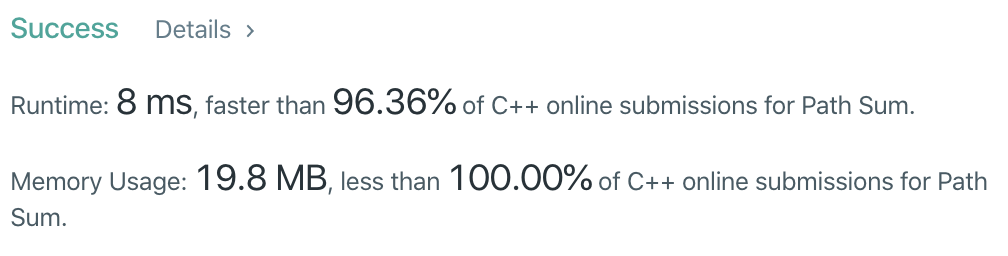 Success Details >
Runtime: 8 ms, faster than 96.36% of C++ online submissions for Path Sum.
Memory Usage: 19.8 MB, less than 100.00% of C++ online submissions for Path
Sum.